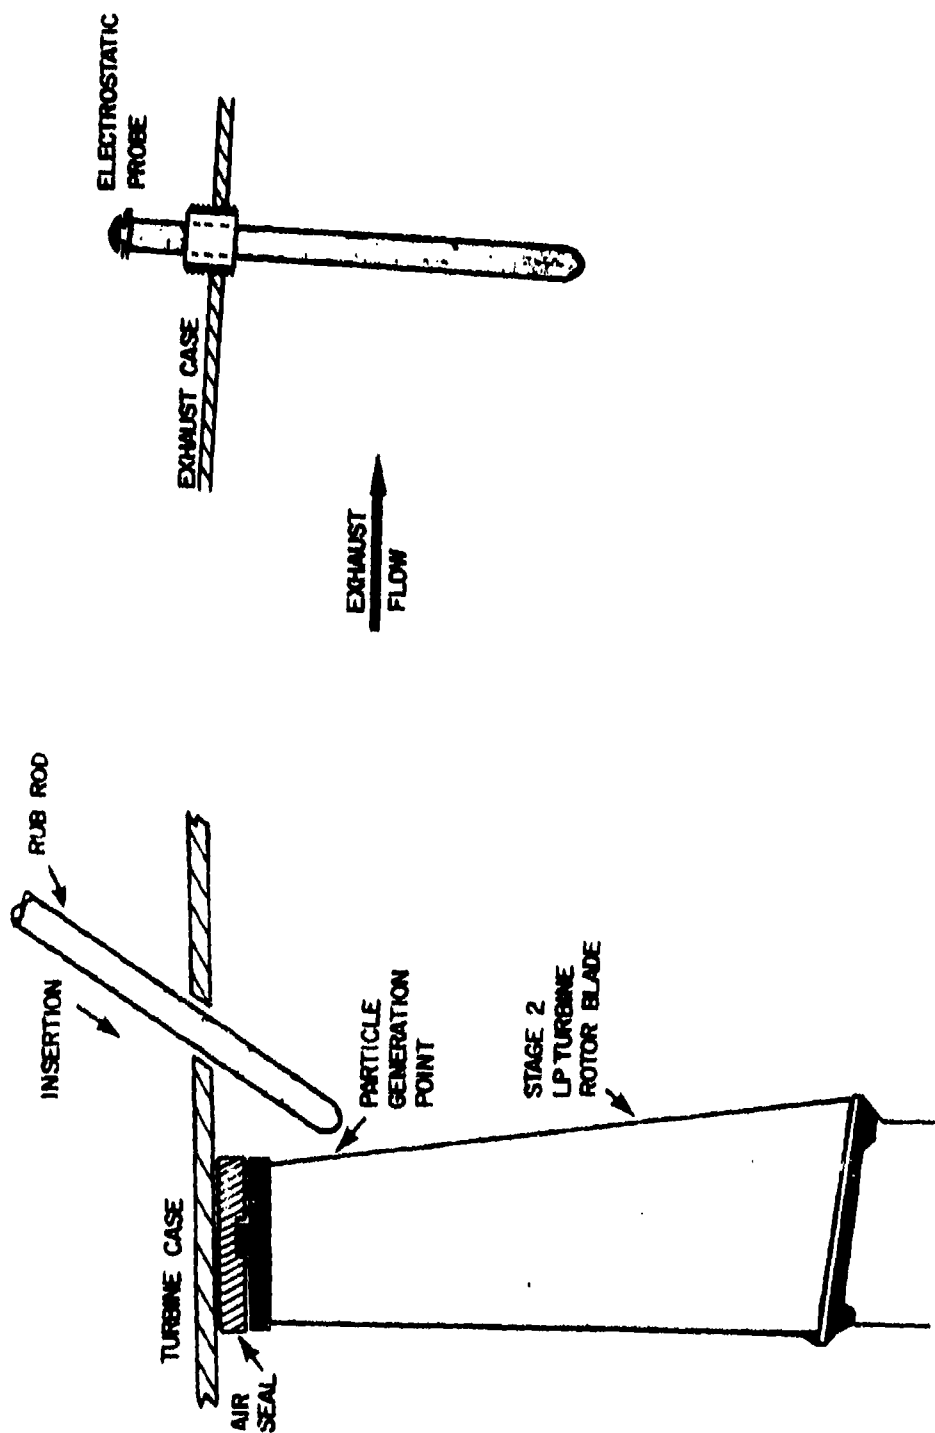 ELECTROSTATIC
PROBE
EXHAUST CASE
EXHAUST
FLOW
RUB ROD
INSERTION
PARTICLE
GENERATION
POINT
STAGE 2
LP TURBINE
ROTOR BLADE
TURBINE CASE
AIR
SEAL